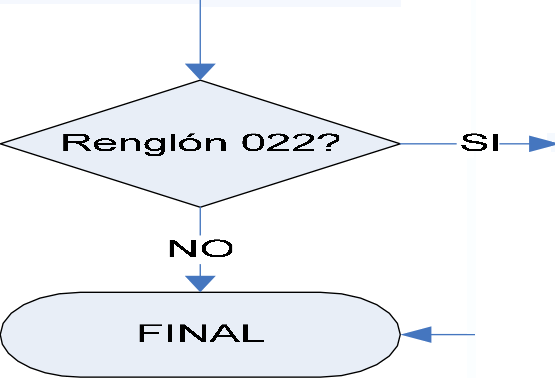 Renglón 022?
SI
NO
FINAL